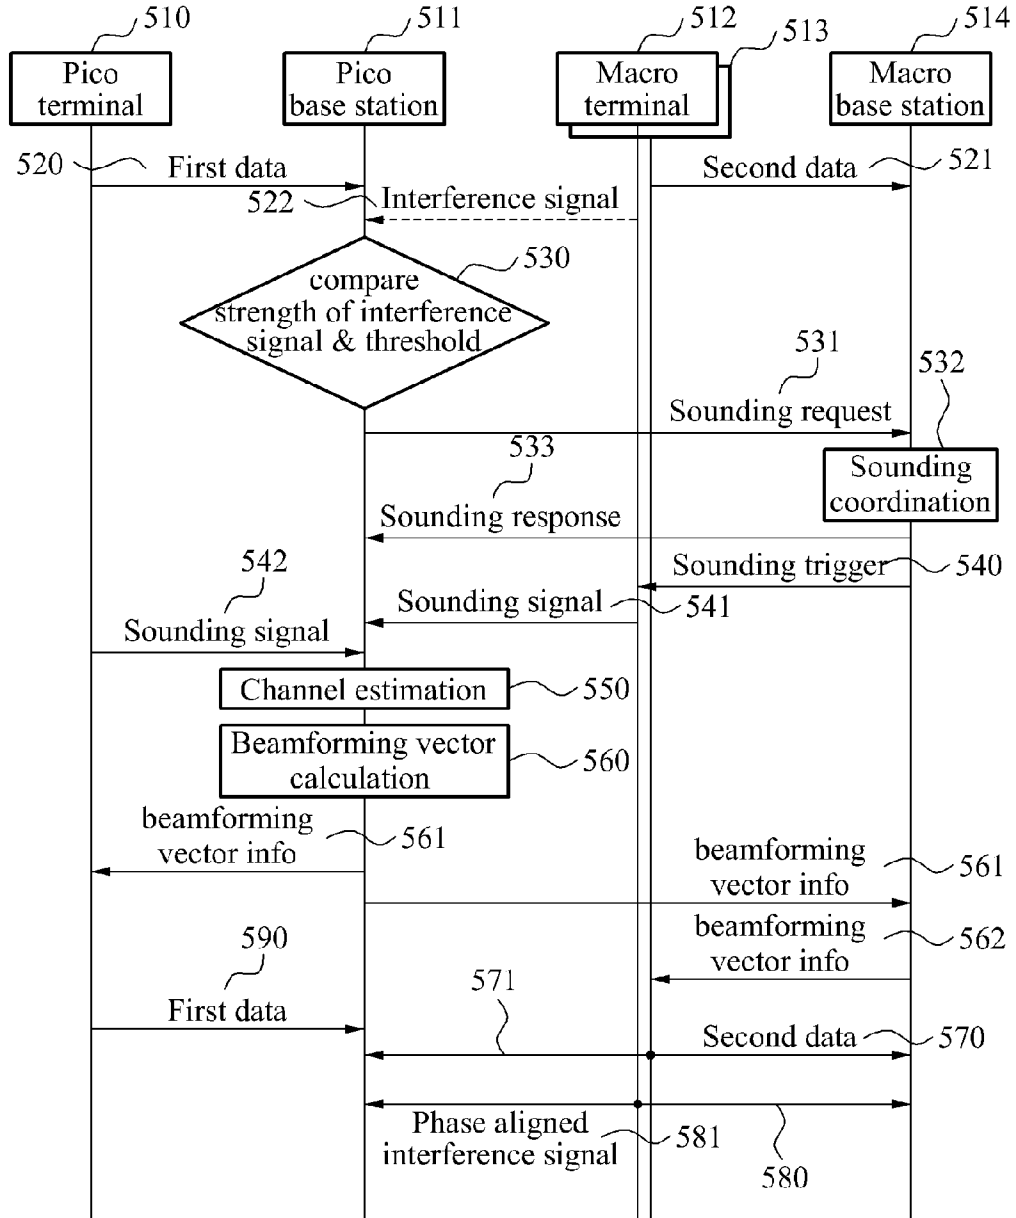 510
511
512
513
514
Pico
terminal
Pico
base station
Macro
terminal
Macro
base station
520
First data
Second data
521
522
Interference signal
530
compare
strength of interference
signal & threshold
531
532
Sounding request
533
Sounding
coordination
Sounding response
542
Sounding trigger
540
Sounding signal
541
Sounding signal
Channel estimation
550
Beamforming vector
calculation
560
beamforming
vector info
561
beamforming
vector info
561
beamforming
vector info
562
590
First data
571
Second data
570
Phase aligned
interference signal
581
580